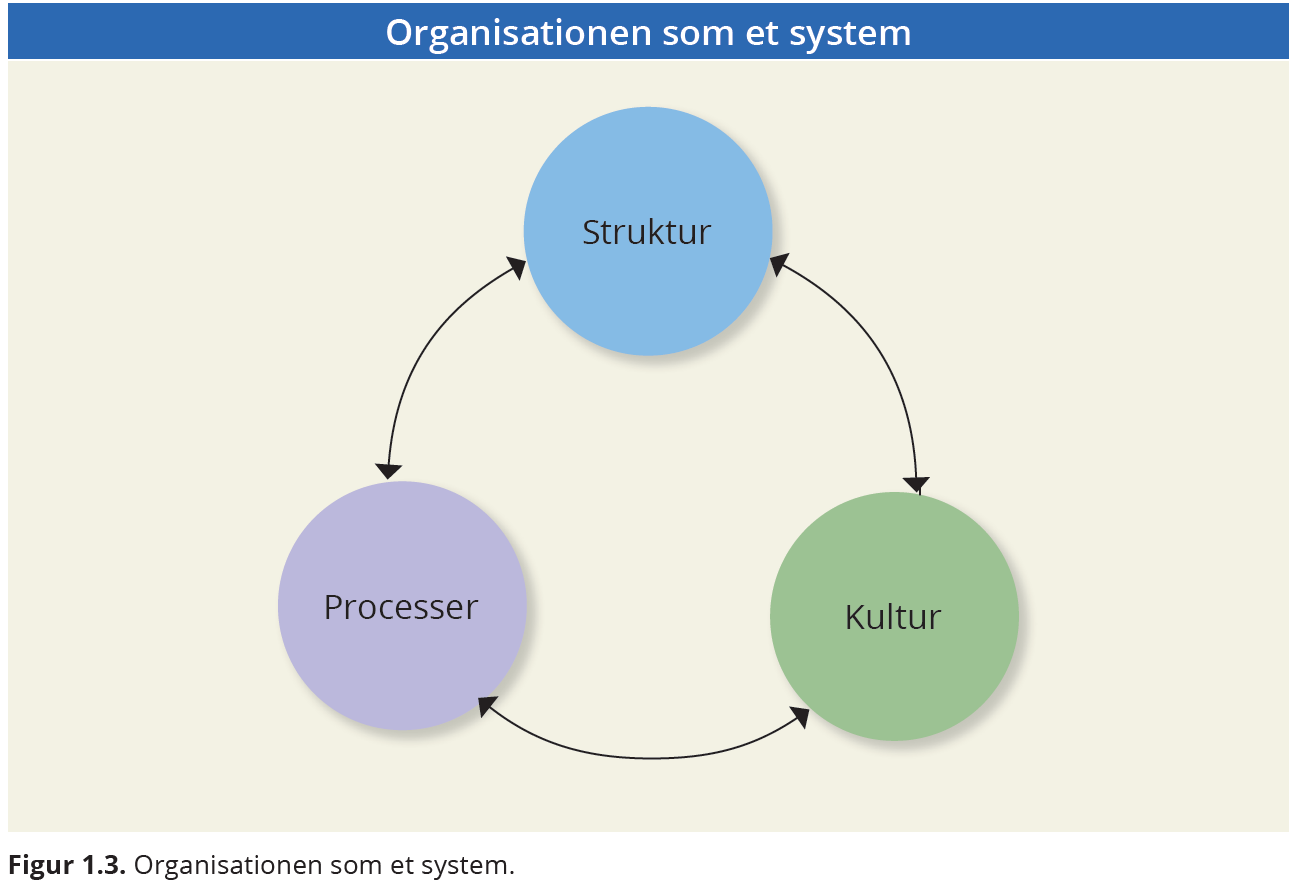 Organisationen som et system
Struktur
Processer
Kultur
Figur 1.3. Organisationen som et system.